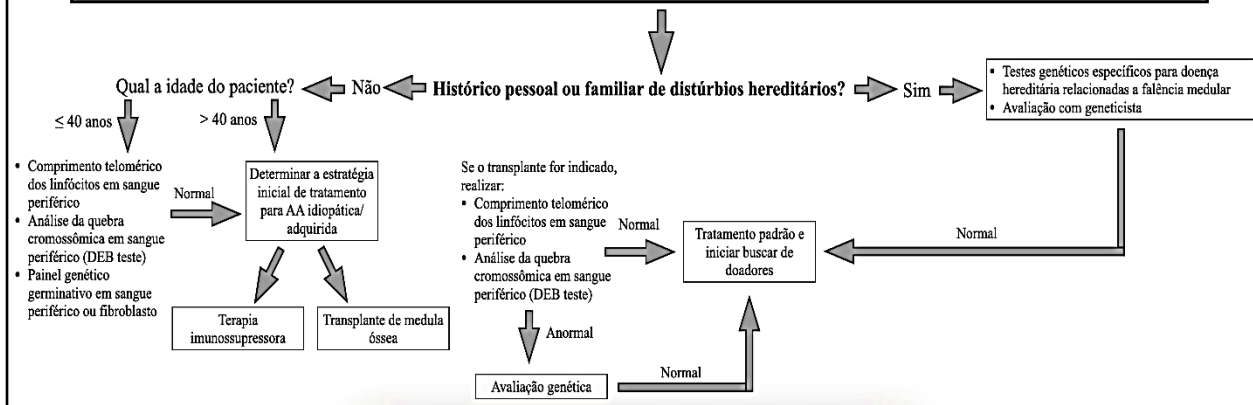 Histórico pessoal ou familiar de distúrbios hereditários?
Não
Qual a idade do paciente?
Sim
• Testes genéticos específicos para doença
hereditária relacionadas a falência medular
• Avaliação com geneticista
≤ 40 anos
> 40 anos
• Comprimento telomérico
dos linfócitos em sangue
periférico
• Análise da quebra
cromossômica em sangue
periférico (DEB teste)
• Painel genético
germinativo em sangue
periférico ou fibroblasto
Normal
Determinar a estratégia
inicial de tratamento
para AA idiopática/
adquirida
Terapia
imunossupressora
Transplante de medula
óssea
Se o transplante for indicado,
realizar:
• Comprimento telomérico
dos linfócitos em sangue
periférico
• Análise da quebra
cromossômica em sangue
periférico (DEB teste)
Normal
Tratamento padrão e
iniciar buscar de
doadores
Normal
Anormal
Avaliação genética
Normal